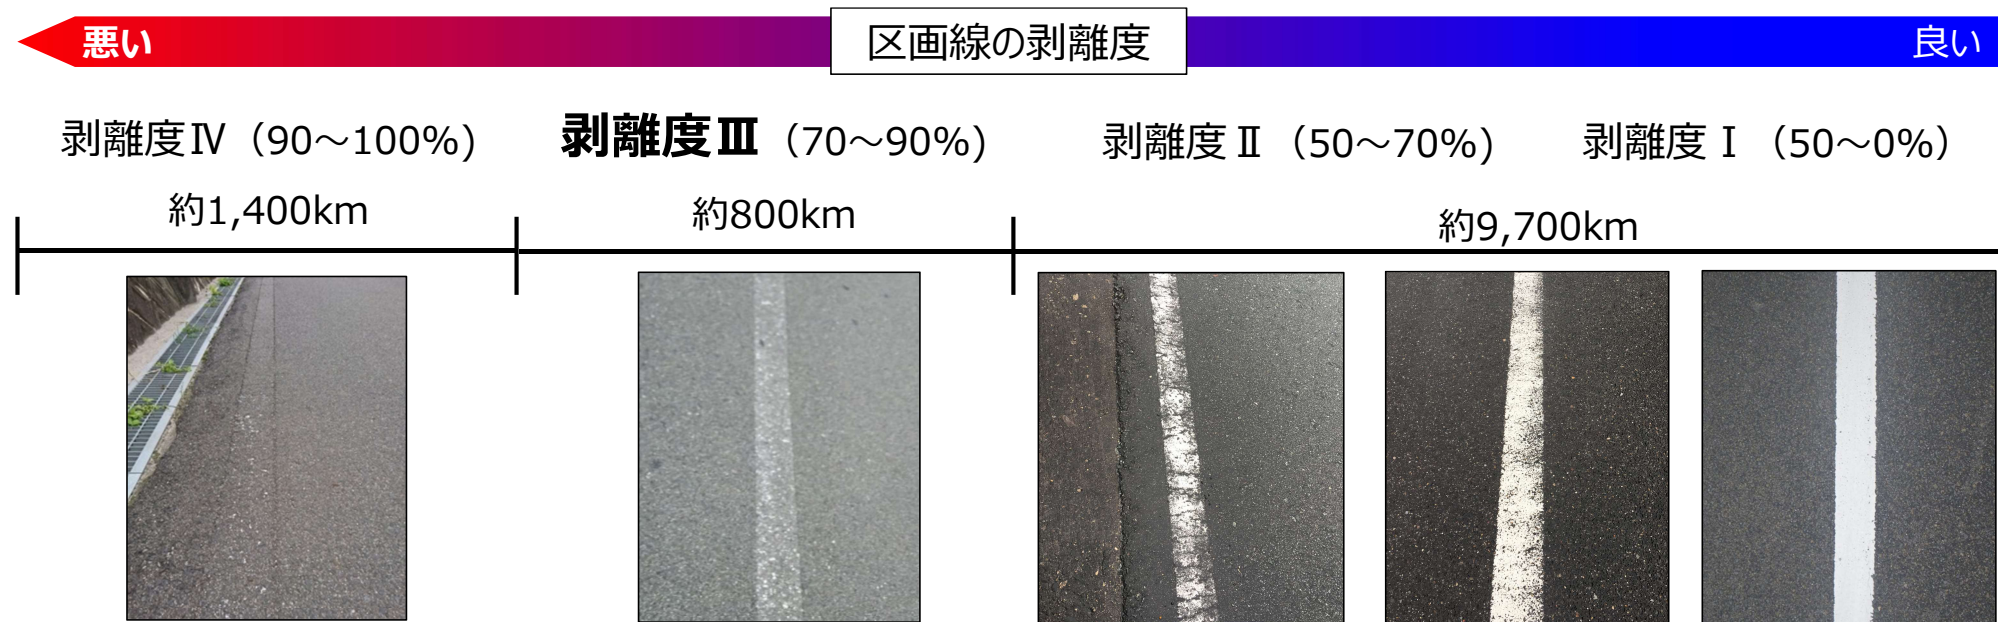 悪い 区画線の剥離度 良い
剥離度Ⅳ（90～100%) 剥離度Ⅲ（70～90%) 剥離度Ⅱ（50～70%) 剥離度Ⅰ（50～0%）
約1,400km 約800km 約9,700km